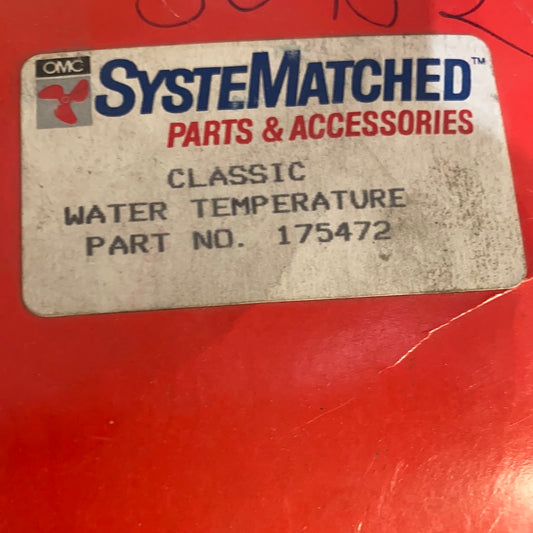 OMC
SYSTEMATCHED™
PARTS & ACCESSORIES
CLASSIC
WATER TEMPERATURE
PART NO. 175472